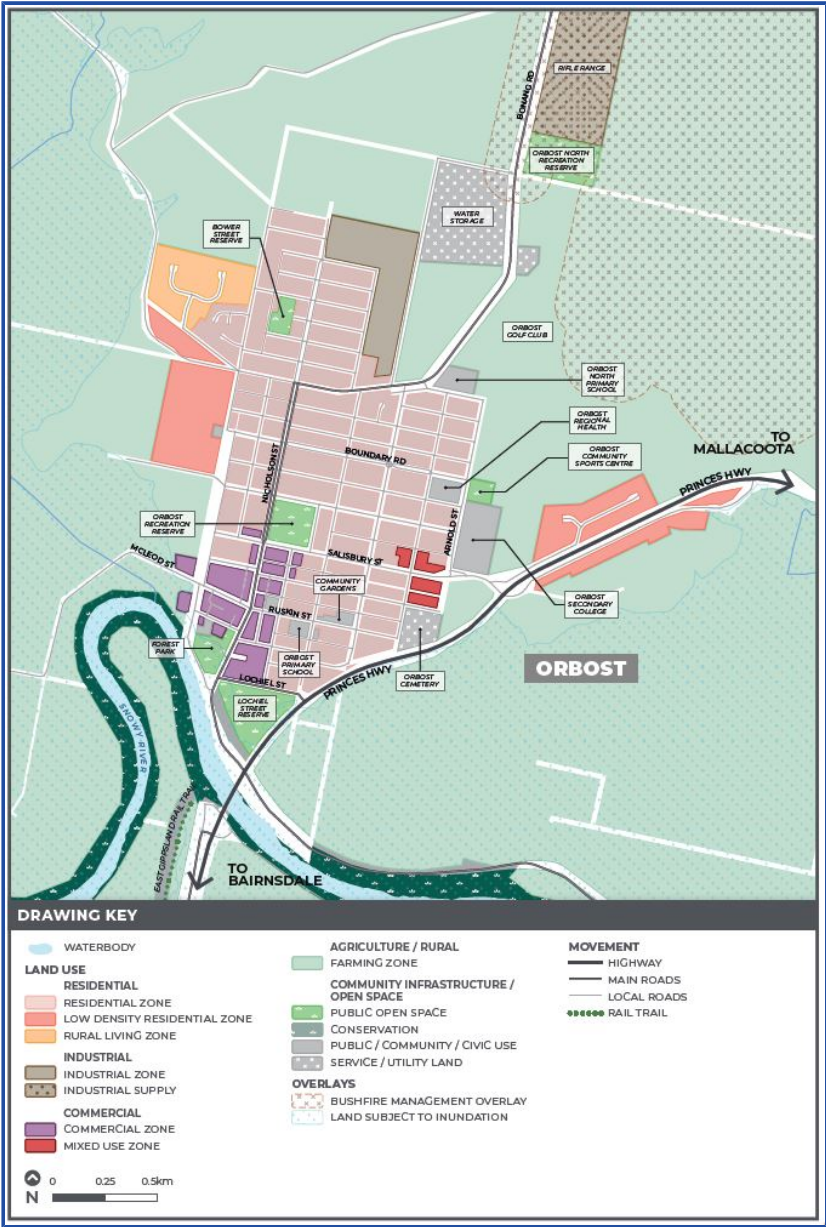 BONANG RD
RIFLE RANGE
ORBOST NORTH
RECREATION
RESERVE
WATER
STORAGE
BOWER
STREET
RESERVE
ORBOST
GOLF CLUB
ORBOST
NORTH
PRIMARY
SCHOOL
ORBOST
REGIONAL
HEALTH
ORBOST
COMMUNITY
SPORTS CENTRE
TO
MALLACOOTA
PRINCES HWY
BOUNDARY RD
NICHOLSON ST
ARNOLD ST
ORBOST
RECREATION
RESERVE
MCLEOD ST
SALISBURY ST
COMMUNITY
GARDENS
RUSKIN ST
ORBOST
SECONDARY
COLLEGE
FOREST
PARK
ORBOST
PRIMARY
SCHOOL
ORBOST
CEMETERY
ORBOST
LOCHIEL ST
PRINCES HWY
LOCHIEL
STREET
RESERVE
SNOWY RIVER
EAST GIPPSLAND RAIL TRAIL
TO
BAIRNSDALE
DRAWING KEY
WATERBODY
LAND USE
RESIDENTIAL
RESIDENTIAL ZONE
LOW DENSITY RESIDENTIAL ZONE
RURAL LIVING ZONE
INDUSTRIAL
INDUSTRIAL ZONE
INDUSTRIAL SUPPLY
COMMERCIAL
COMMERCIAL ZONE
MIXED USE ZONE
AGRICULTURE / RURAL
FARMING ZONE
COMMUNITY INFRASTRUCTURE /
OPEN SPACE
PUBLIC OPEN SPACE
CONSERVATION
PUBLIC / COMMUNITY / CIVIC USE
SERVICE / UTILITY LAND
OVERLAYS
BUSHFIRE MANAGEMENT OVERLAY
LAND SUBJECT TO INUNDATION
MOVEMENT
HIGHWAY
MAIN ROADS
LOCAL ROADS
RAIL TRAIL
N
0 0.25 0.5km